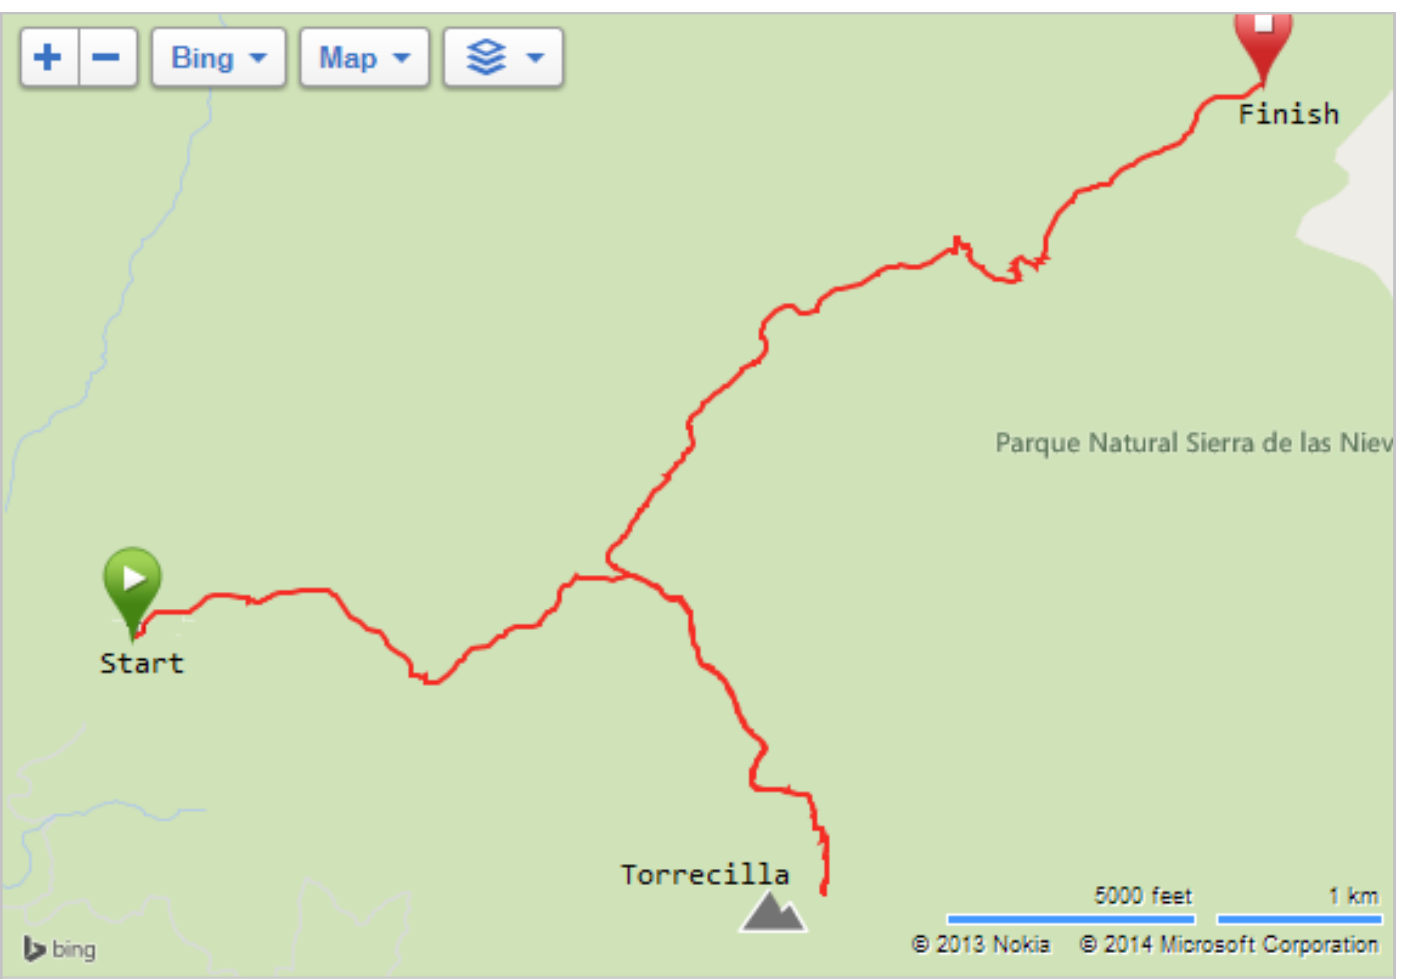 Bing
Map
Finish
Parque Natural Sierra de las Niev
Start
Torrecilla
5000 feet
1 km
bing
© 2013 Nokia © 2014 Microsoft Corporation